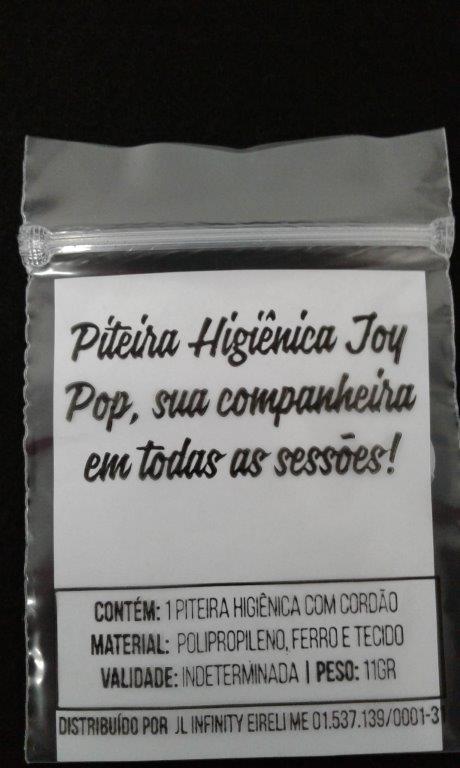 Piteira Higiênica Joy
Pop, sua companheira
em todas as sessões!
CONTÉM: 1 PITEIRA HIGIÊNICA COM CORDÃO
MATERIAL: POLIPROPILENO, FERRO E TECIDO
VALIDADE: INDETERMINADA | PESO: 11GR
DISTRIBUÍDO POR JL INFINITY EIRELI ME 01.537.139/0001-3